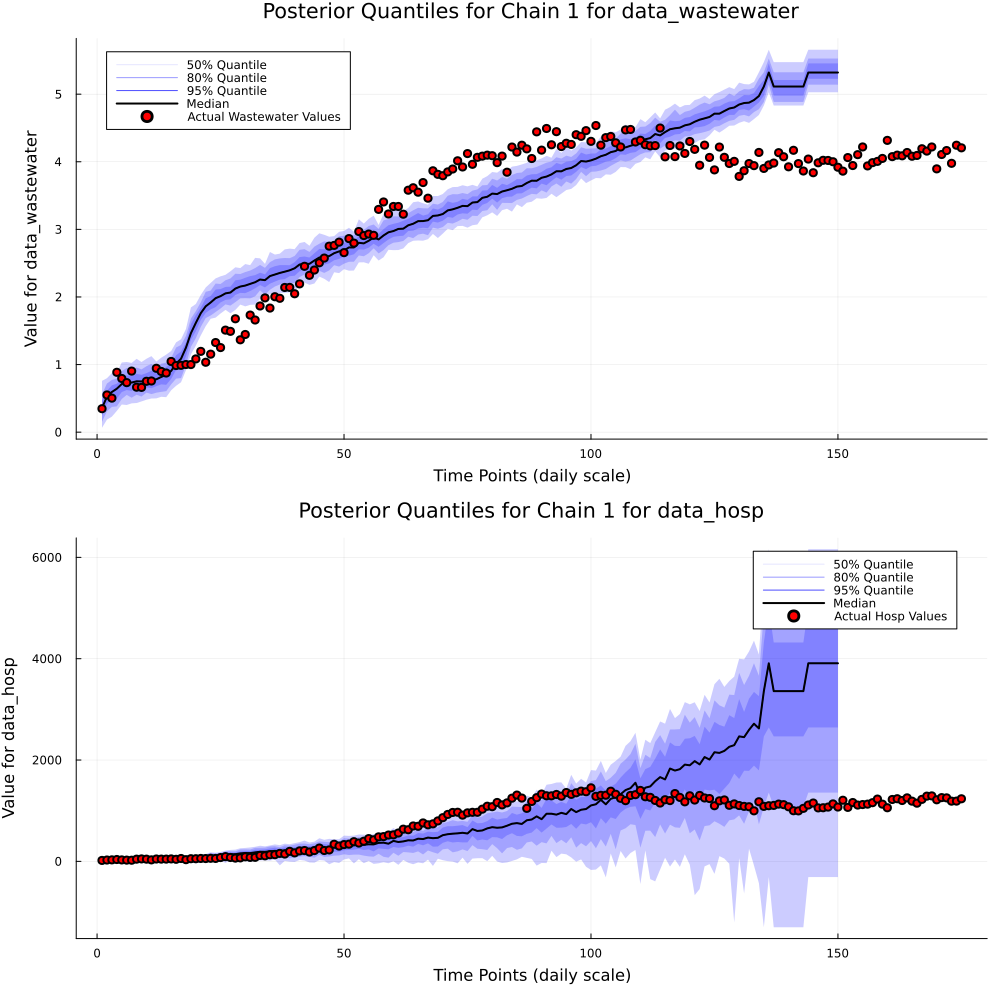 Posterior Quantiles for Chain 1 for data_wastewater
Value for data_wastewater
5
4
3
2
1
0
50% Quantile
80% Quantile
95% Quantile
Median
Actual Wastewater Values
0 50 100 150
Time Points (daily scale)
Posterior Quantiles for Chain 1 for data_hosp
Value for data_hosp
6000
4000
2000
0
50% Quantile
80% Quantile
95% Quantile
Median
Actual Hosp Values
0 50 100 150
Time Points (daily scale)